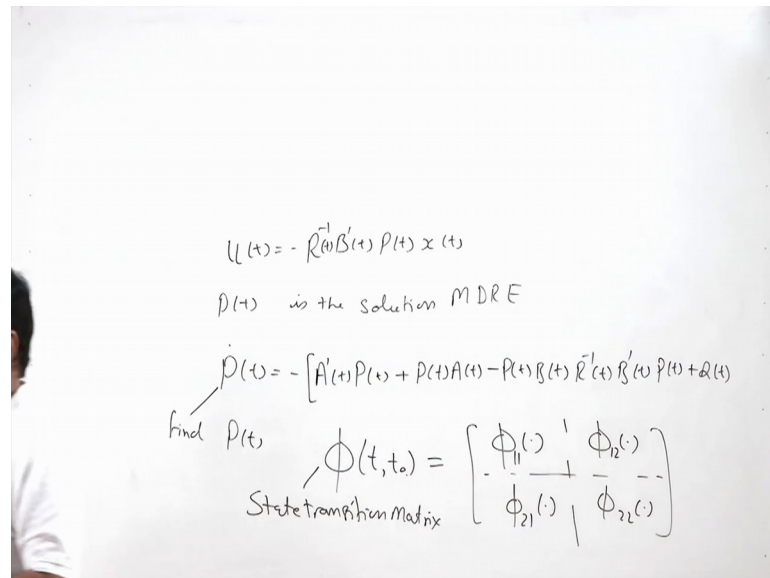 U(t) = - R⁻¹(t) B'(t) P(t) x(t)
P(t) is the solution MDRE
Ṗ(t) = - [A'(t)P(t) + P(t)A(t) - P(t)B(t)R⁻¹(t)B'(t)P(t) + Q(t)
find P(t)
ϕ(t,t₀) = [ϕ₁₁(·) ϕ₁₂(·)
ϕ₂₁(·) ϕ₂₂(·)]
State transition Matrix